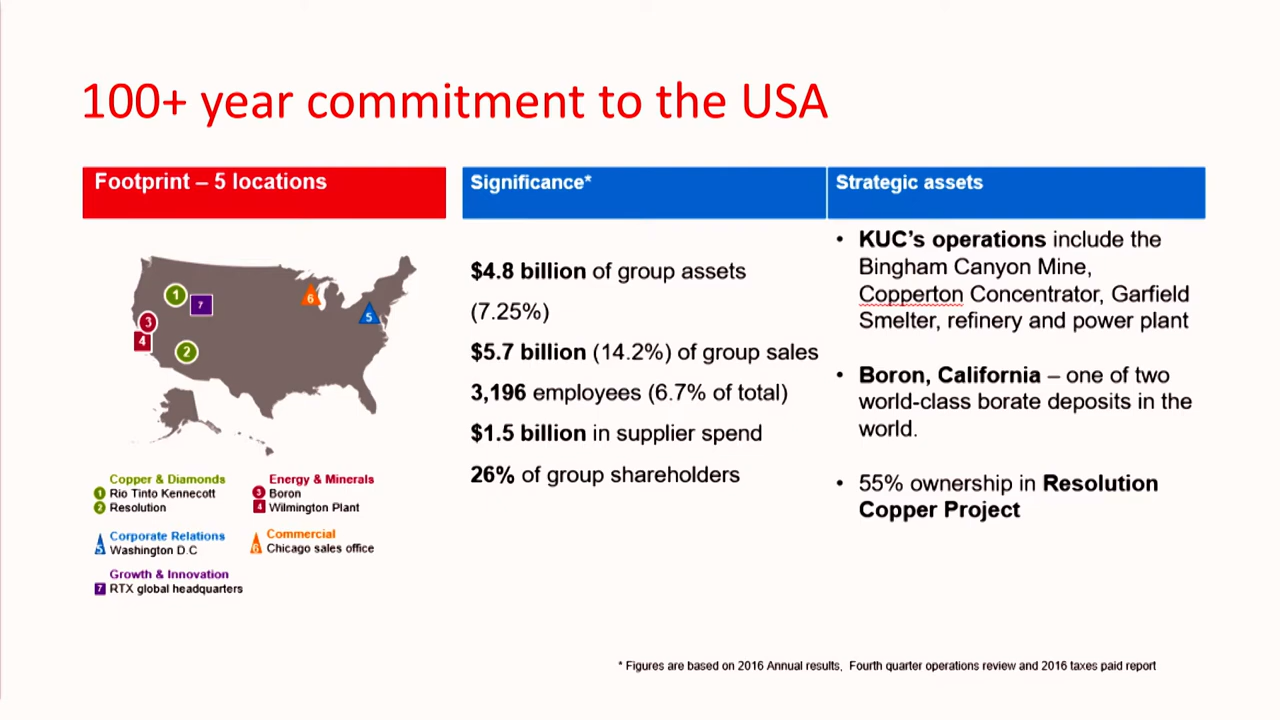 100+ year commitment to the USA
Footprint – 5 locations
1
7
6
5
3
4
2
Copper & Diamonds
1 Rio Tinto Kennecott
2 Resolution
Energy & Minerals
3 Boron
4 Wilmington Plant
Corporate Relations
5 Washington D.C
Commercial
6 Chicago sales office
Growth & Innovation
7 RTX global headquarters
Significance*
$4.8 billion of group assets
(7.25%)
$5.7 billion (14.2%) of group sales
3,196 employees (6.7% of total)
$1.5 billion in supplier spend
26% of group shareholders
Strategic assets
• KUC's operations include the
Bingham Canyon Mine,
Copperton Concentrator, Garfield
Smelter, refinery and power plant
• Boron, California – one of two
world-class borate deposits in the
world.
• 55% ownership in Resolution
Copper Project
* Figures are based on 2016 Annual results, Fourth quarter operations review and 2016 taxes paid report